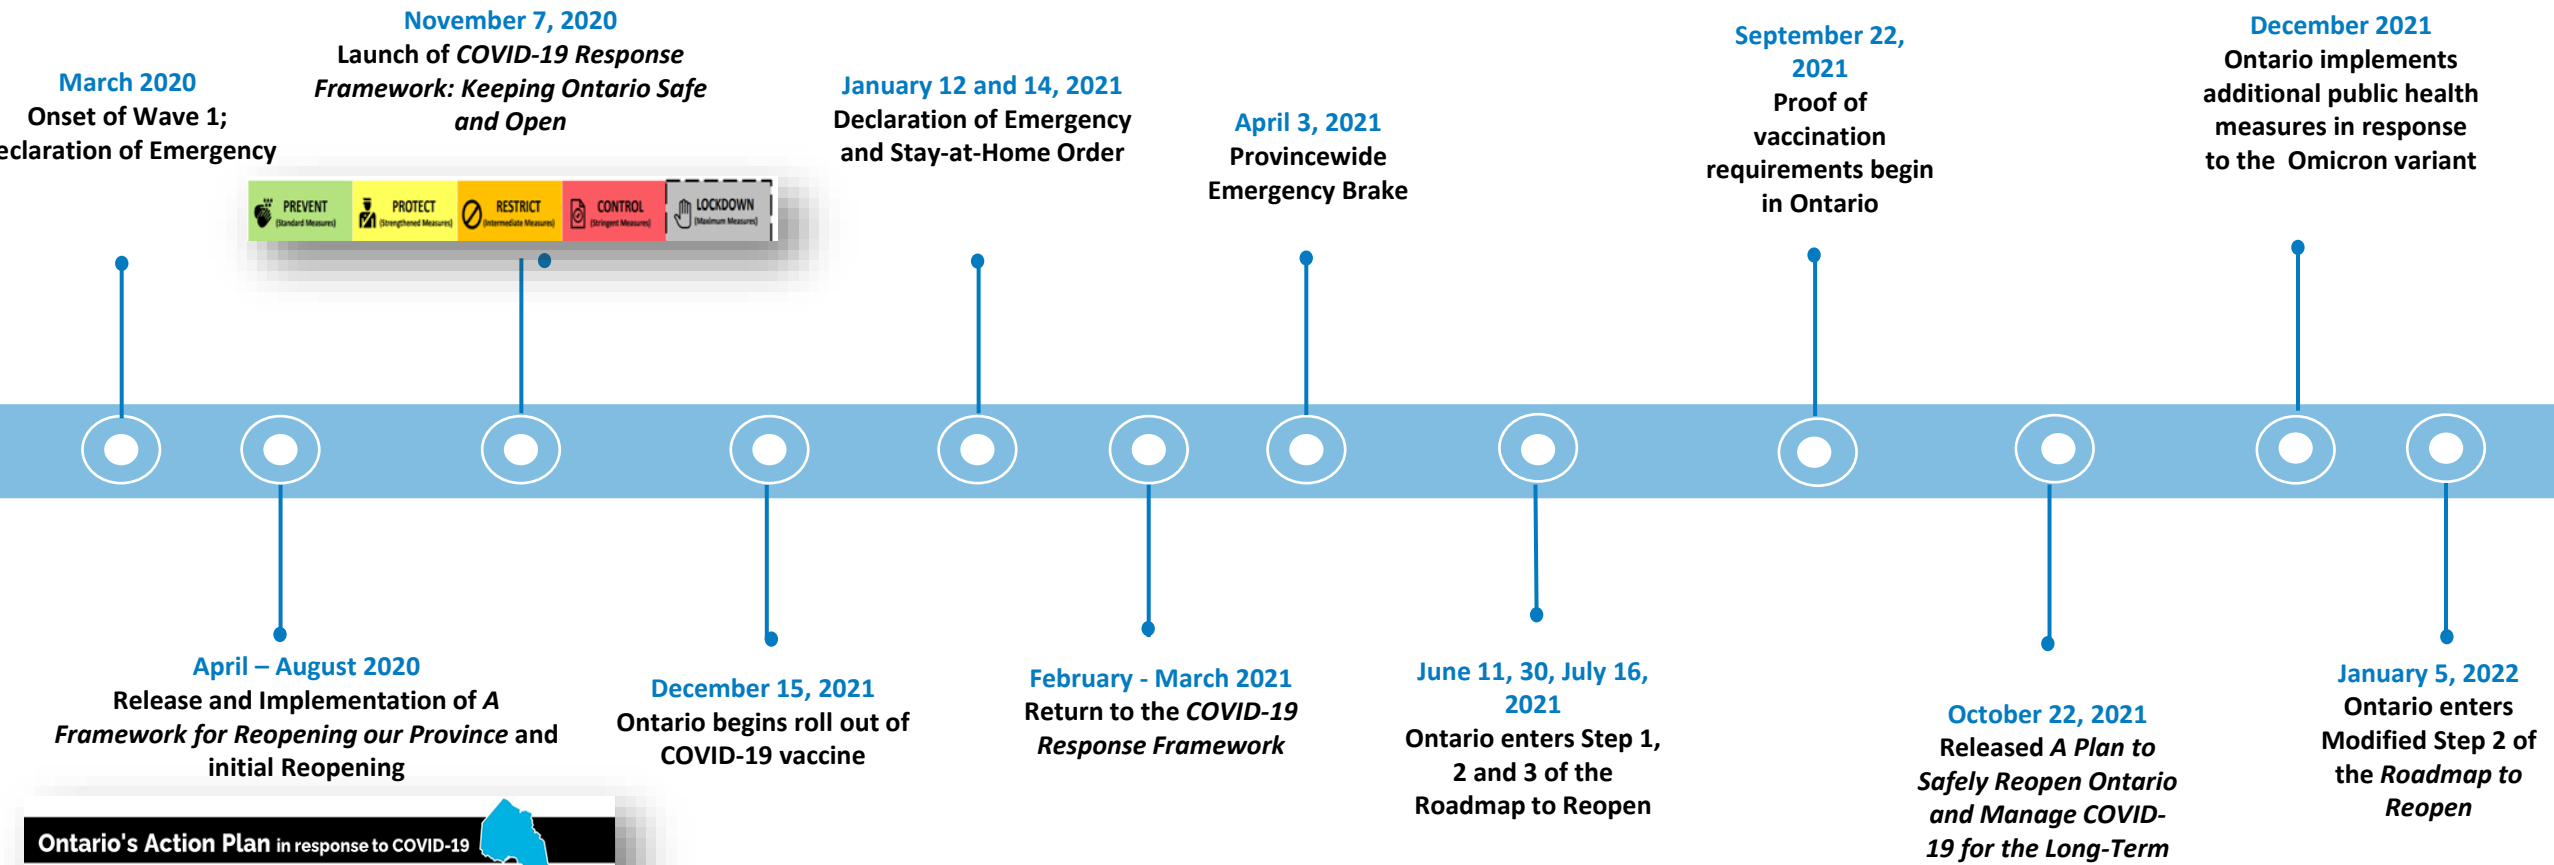 March 2020
Onset of Wave 1;
eclaration of Emergency
November 7, 2020
Launch of COVID-19 Response
Framework: Keeping Ontario Safe
and Open
PREVENT
(Standard Measures)
PROTECT
(Strengthened Measures)
RESTRICT
(Intermediate Measures)
CONTROL
(Stringent Measures)
LOCKDOWN
(Maximum Measures)
January 12 and 14, 2021
Declaration of Emergency
and Stay-at-Home Order
April 3, 2021
Provincewide
Emergency Brake
September 22,
2021
Proof of
vaccination
requirements begin
in Ontario
December 2021
Ontario implements
additional public health
measures in response
to the Omicron variant
April – August 2020
Release and Implementation of A
Framework for Reopening our Province and
initial Reopening
Ontario's Action Plan in response to COVID-19
December 15, 2021
Ontario begins roll out of
COVID-19 vaccine
February - March 2021
Return to the COVID-19
Response Framework
June 11, 30, July 16,
2021
Ontario enters Step 1,
2 and 3 of the
Roadmap to Reopen
October 22, 2021
Released A Plan to
Safely Reopen Ontario
and Manage COVID-
19 for the Long-Term
January 5, 2022
Ontario enters
Modified Step 2 of
the Roadmap to
Reopen